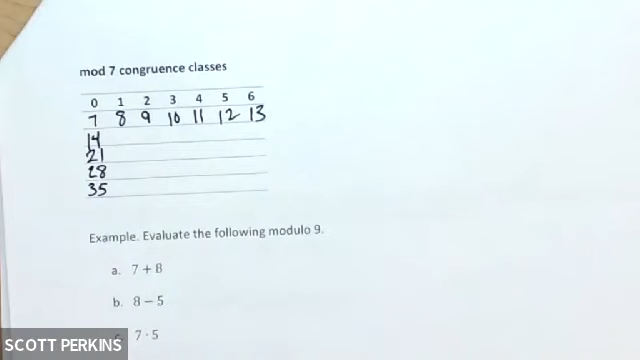 mod 7 congruence classes
0 1 2 3 4 5 6
7 8 9 10 11 12 13
14
21
28
35
Example. Evaluate the following modulo 9.
a. 7 + 8
b. 8 − 5
7 · 5
SCOTT PERKINS